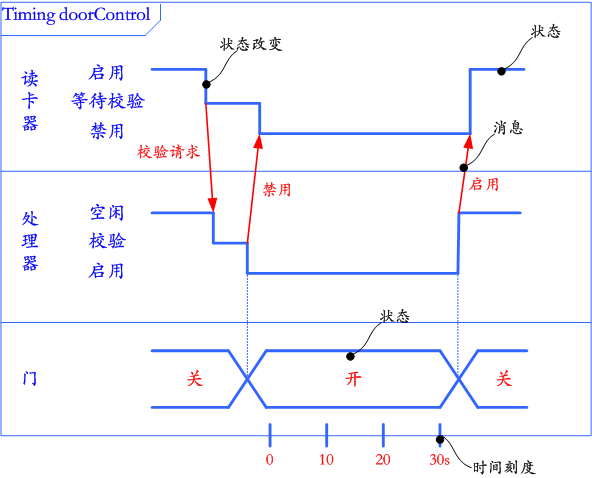 Timing doorControl
状态改变
状态
读卡器
启用
等待校验
禁用
消息
校验请求
禁用
启用
处理器
空闲
校验
启用
状态
门
关
开
关
0
10
20
30s
时间刻度